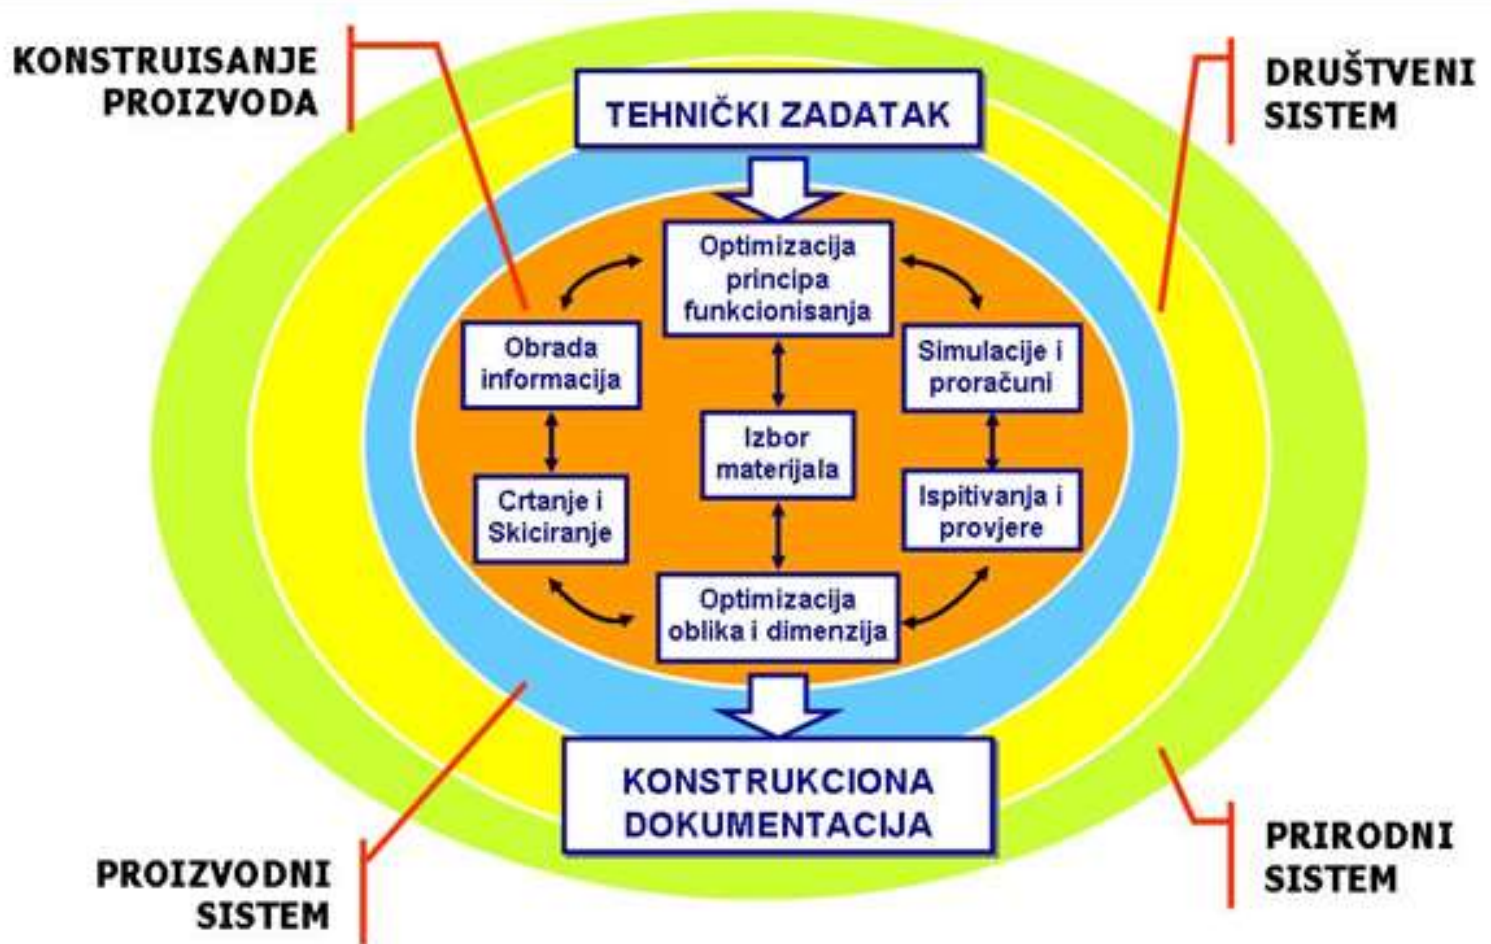 KONSTRUISANJE
PROIZVODA
DRUŠTVENI
SISTEM
TEHNIČKI ZADATAK
Optimizacija
principa
funkcionisanja
Obrada
informacija
Simulacije i
proračuni
Izbor
materijala
Crtanje i
Skiciranje
Ispitivanja i
provjere
Optimizacija
oblika i dimenzija
KONSTRUKCIONA
DOKUMENTACIJA
PROIZVODNI
SISTEM
PRIRODNI
SISTEM